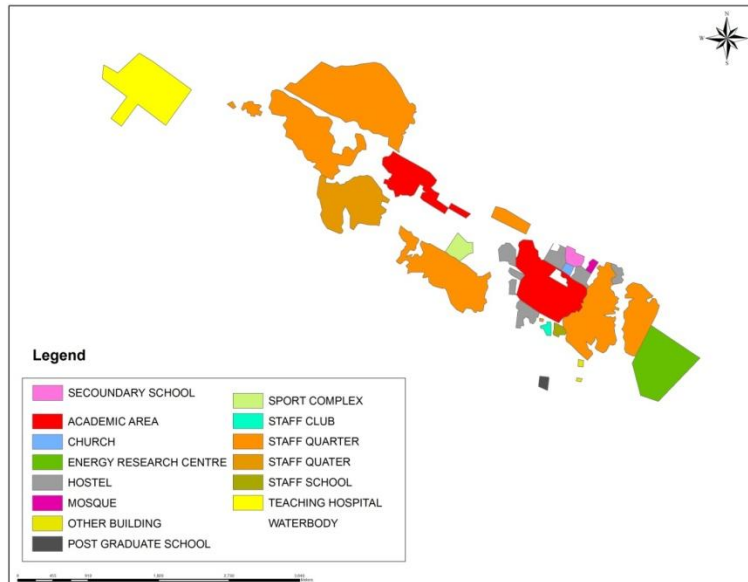 N
W
E
S
Legend
SECOUNDARY SCHOOL
ACADEMIC AREA
CHURCH
ENERGY RESEARCH CENTRE
HOSTEL
MOSQUE
OTHER BUILDING
POST GRADUATE SCHOOL
SPORT COMPLEX
STAFF CLUB
STAFF QUARTER
STAFF QUATER
STAFF SCHOOL
TEACHING HOSPITAL
WATERBODY